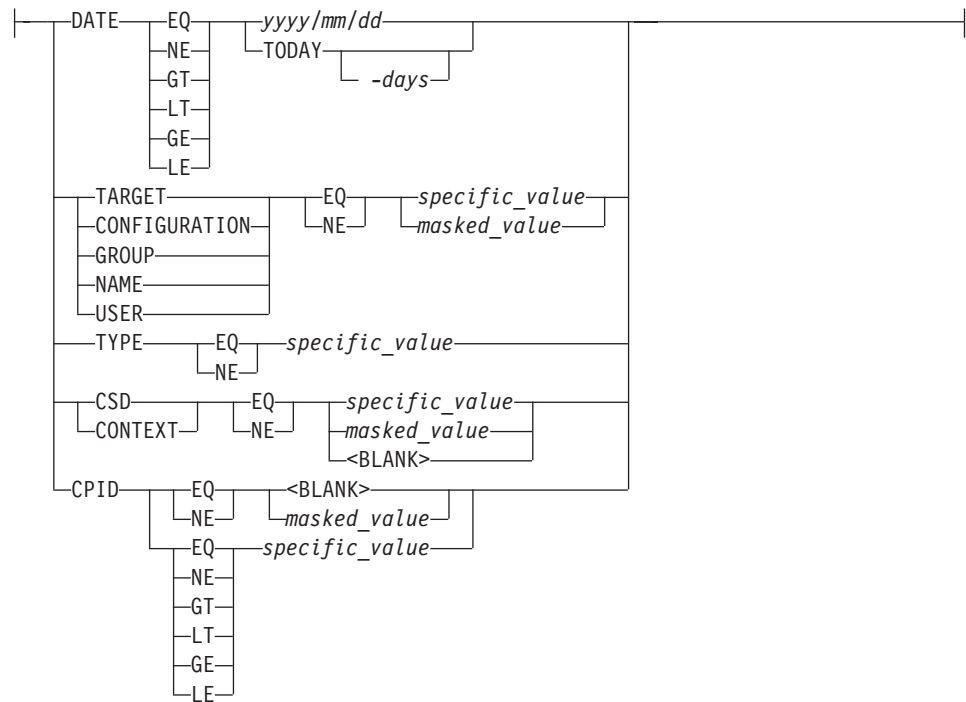 DATE EQ yyyy/mm/dd
NE TODAY
GT -days
LT
GE
LE
TARGET EQ specific_value
CONFIGURATION NE masked_value
GROUP
NAME
USER
TYPE EQ specific_value
NE
CSD EQ specific_value
CONTEXT NE masked_value
<BLANK>
CPID EQ <BLANK>
NE masked_value
EQ specific_value
NE
GT
LT
GE
LE